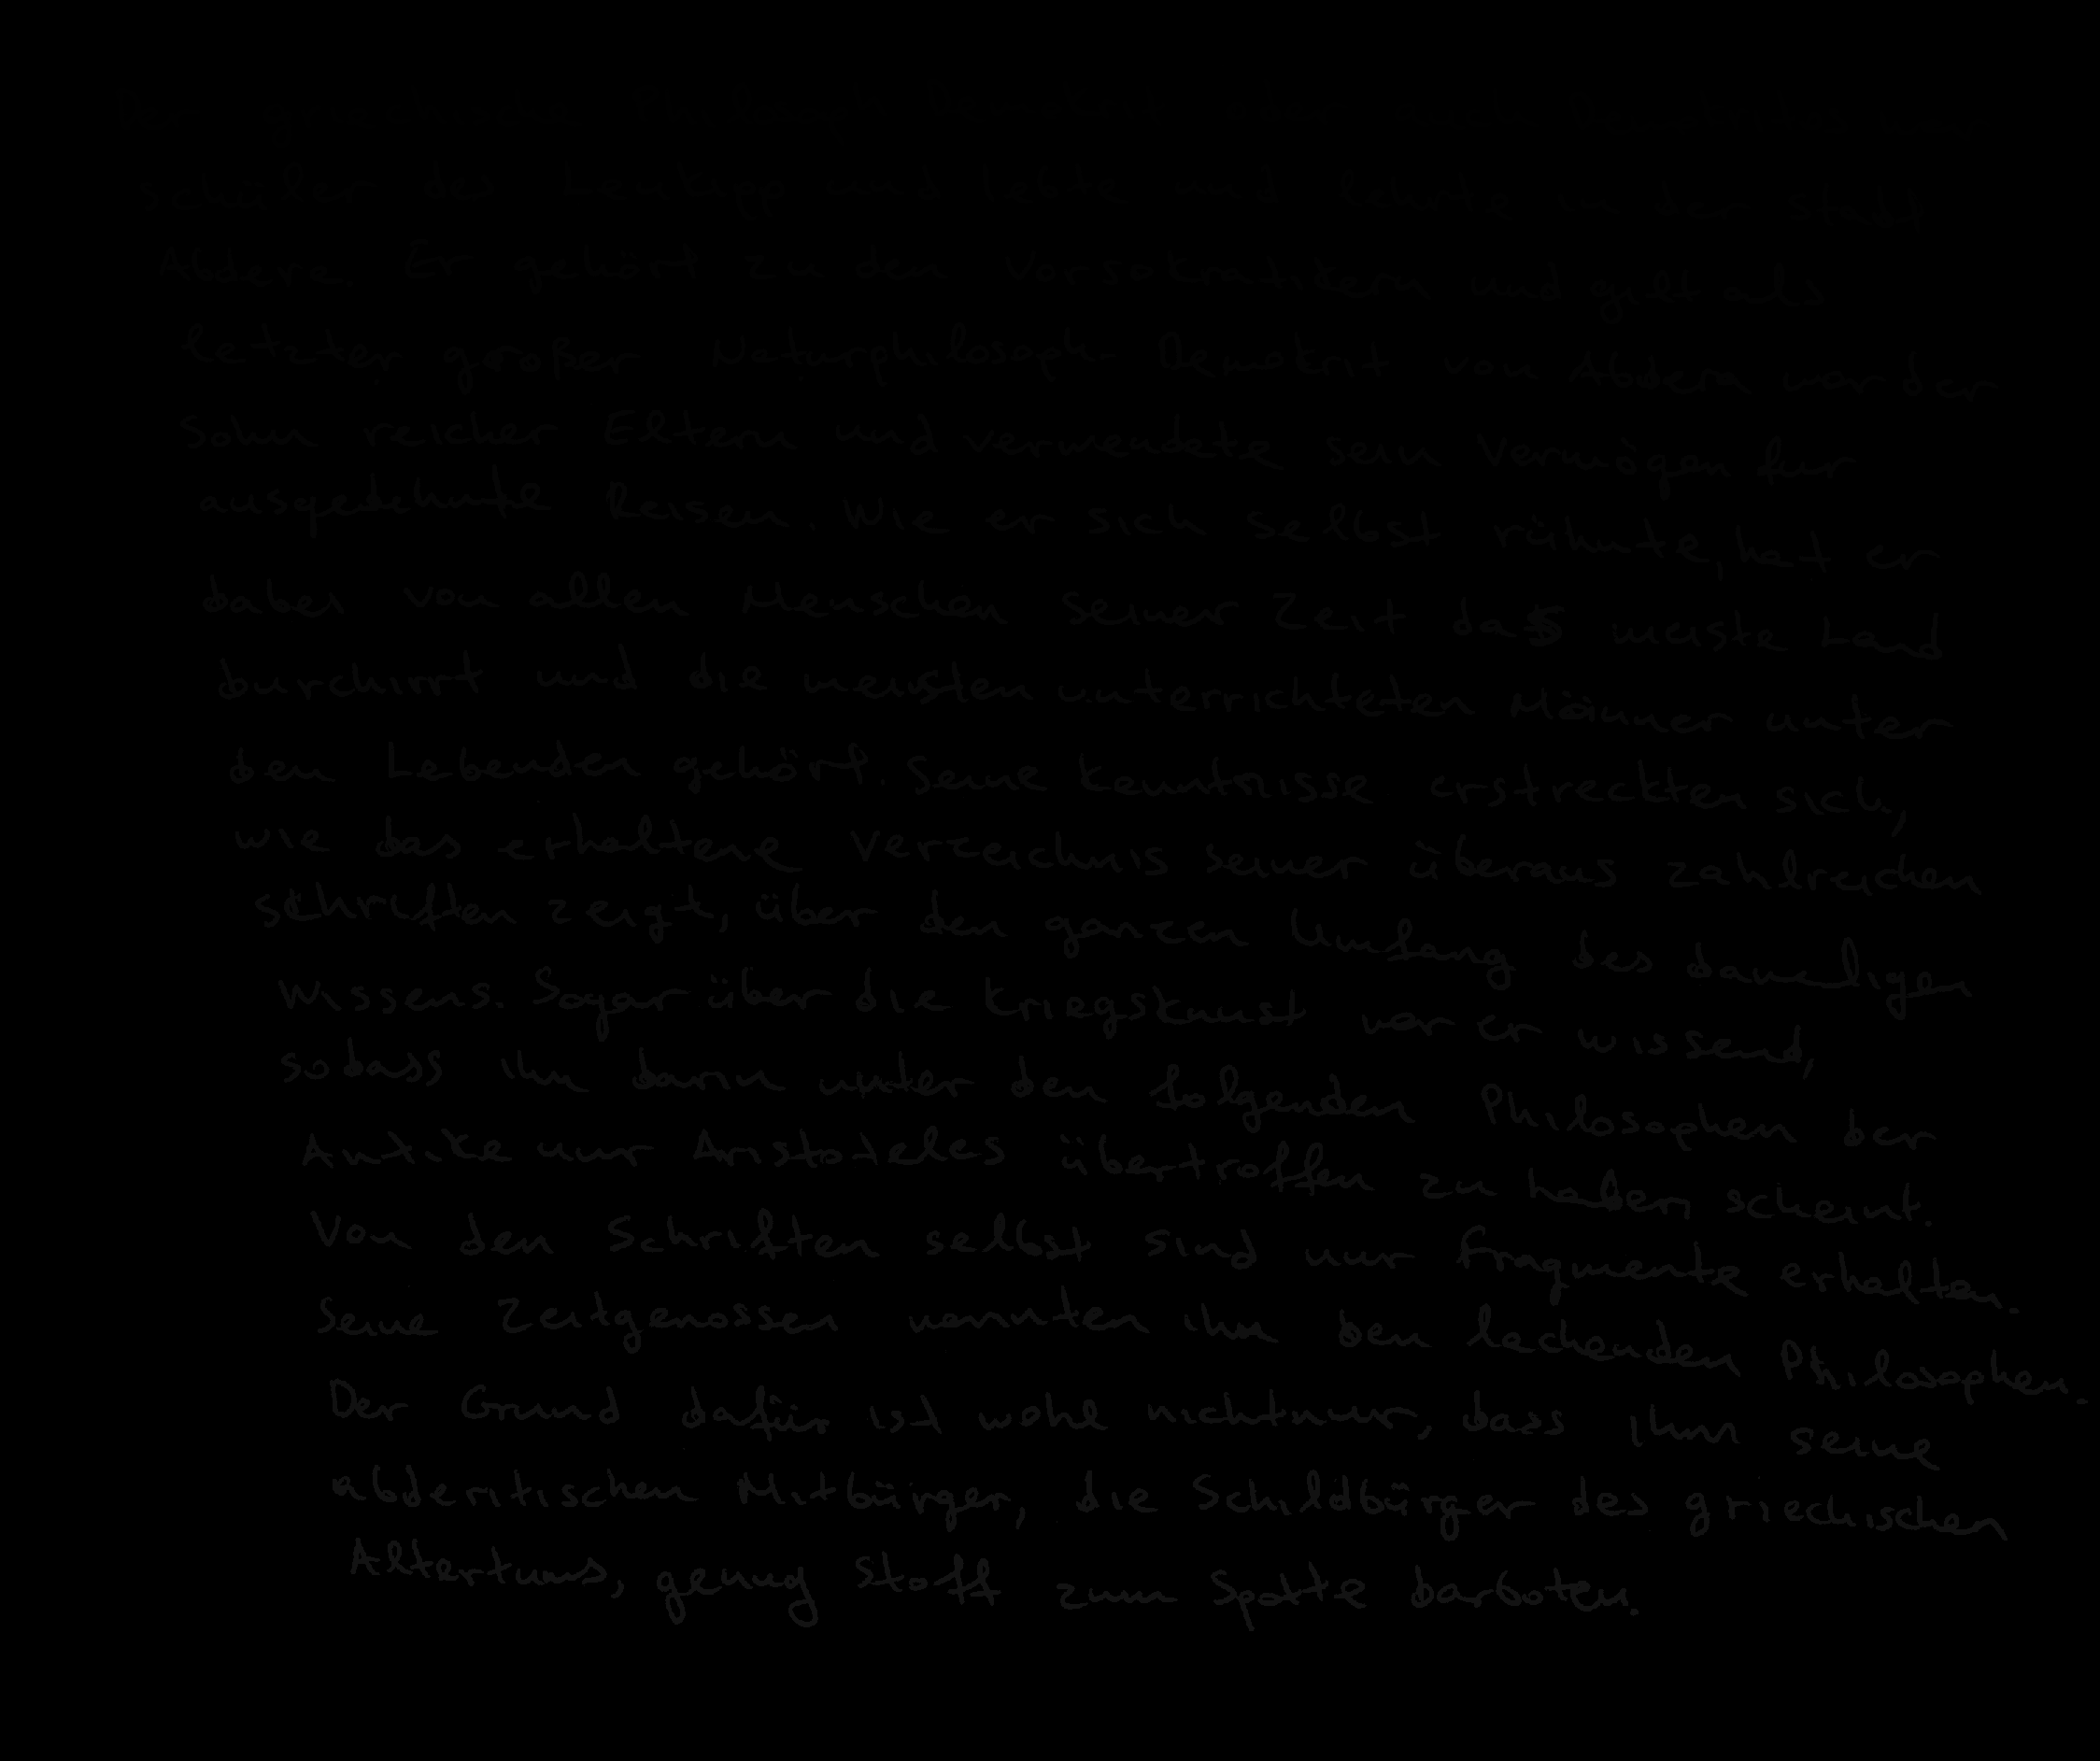 Der griechische Philosoph Demokrit
schüler des Leukipp und lebte und lehrte in der stadt
Abdera. Er gehört zu den Vorsokratikern und gilt als
letzter großer Naturphilosoph. Demokrit von Abdera war der
Sohn reicher Eltern und verwendete sein Vermögen für
ausgedehnte Reisen. Wie er sich selbst rühmte, hat er
dabei von allen Menschen seiner Zeit das meiste Land
durchirrt und die meisten unterrichteten Männer unter
den Lebenden gehört. Seine Kenntnisse erstreckten sich,
wie das erhaltene Verzeichnis seiner überaus zahlreichen
schriften zeigt, über den ganzen Umfang des damaligen
Wissens. Sogar über die Kriegskunst war er wissend,
sodass ihn darin unter den folgenden Philosophen der
Antike nur Aristoteles übertroffen zu haben scheint.
Von den Schriften selbst sind nur Fragmente erhalten.
Seine Zeitgenossen nannten ihn den lachenden Philosophen.
Der Grund dafür ist wohl nicht nur, dass ihm seine
abderitischen Mitbürger, die Schildbürger des griechischen
Altertums, genug stoff zum Spotte darboten.